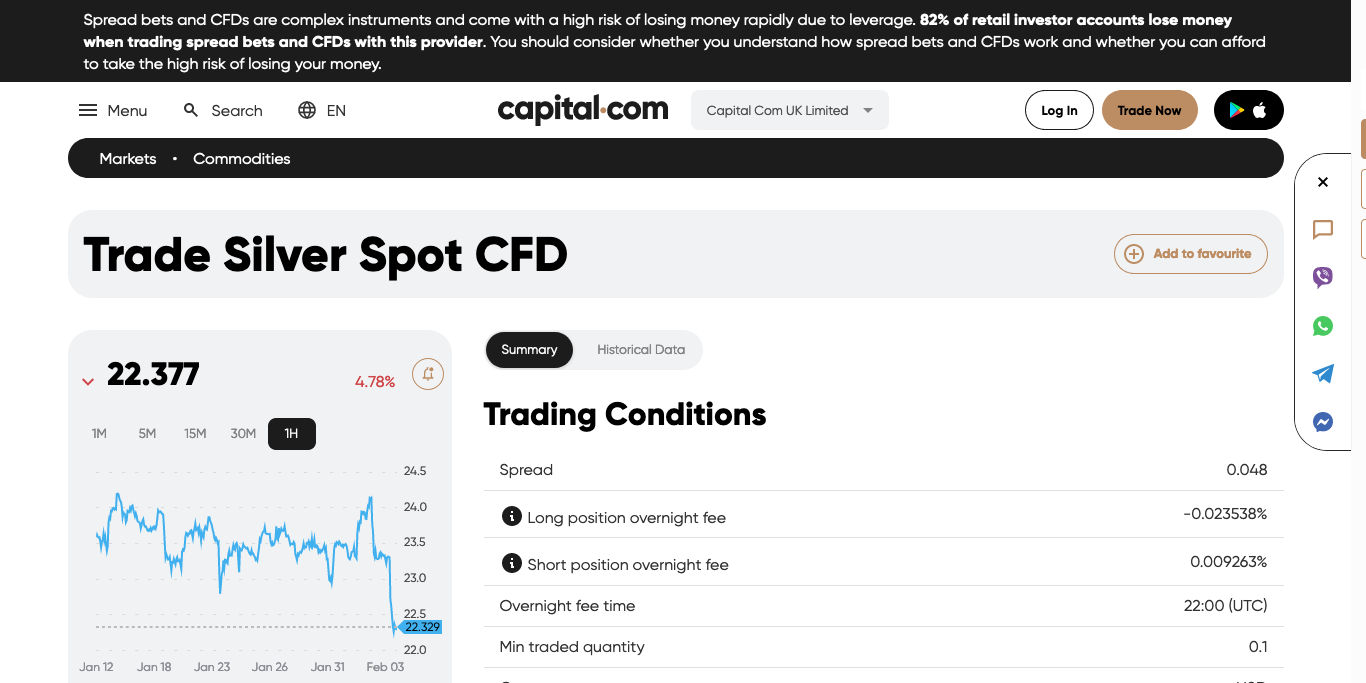 Spread bets and CFDs are complex instruments and come with a high risk of losing money rapidly due to leverage. 82% of retail investor accounts lose money
when trading spread bets and CFDs with this provider. You should consider whether you understand how spread bets and CFDs work and whether you can afford
to take the high risk of losing your money.
Menu Search EN capital.com Capital Com UK Limited Log In Trade Now
Markets • Commodities
Trade Silver Spot CFD
Add to favourite
22.377
4.78%
1M 5M 15M 30M 1H
24.5
24.0
23.5
23.0
22.5
22.329
22.0
Jan 12 Jan 18 Jan 23 Jan 26 Jan 31 Feb 03
Summary Historical Data
Trading Conditions
Spread 0.048
Long position overnight fee -0.023538%
Short position overnight fee 0.009263%
Overnight fee time 22:00 (UTC)
Min traded quantity 0.1